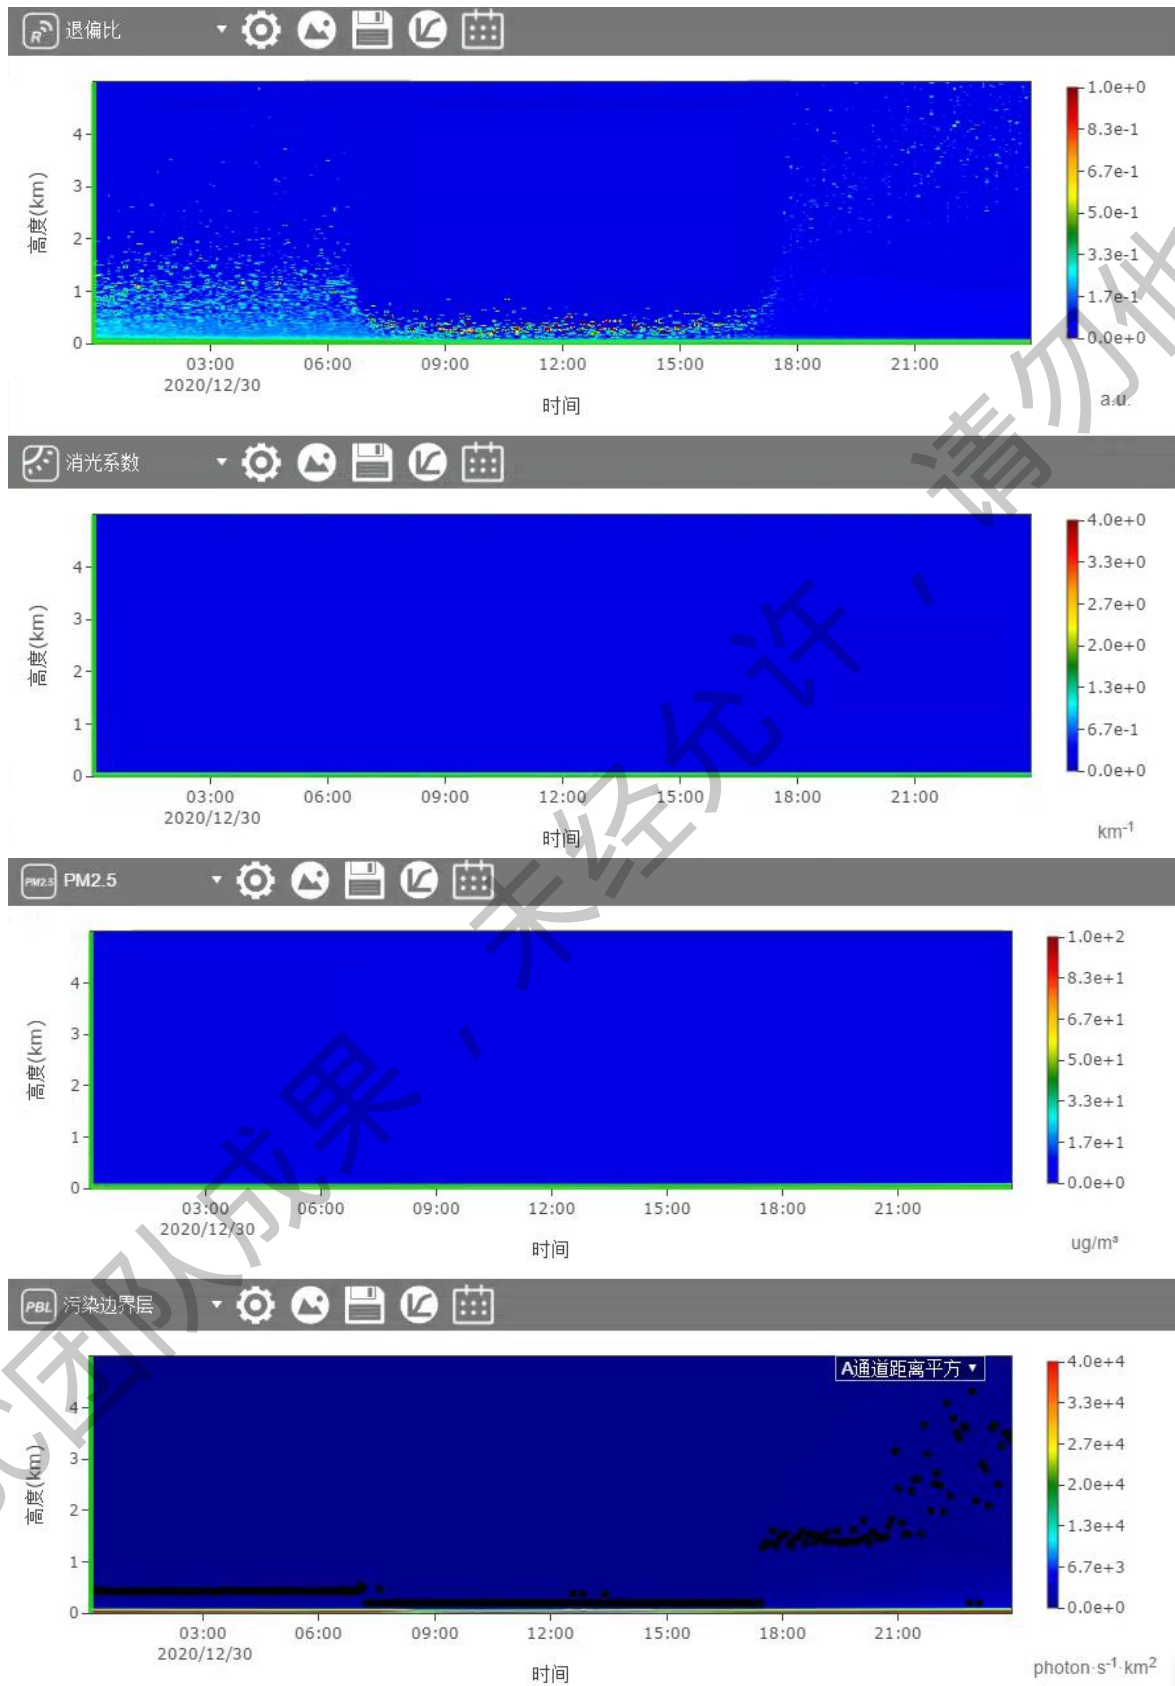 R 退偏比
1.0e+0
8.3e-1
6.7e-1
5.0e-1
3.3e-1
1.7e-1
0.0e+0
a.u.
高度(km)
4
3
2
1
0
03:00 06:00 09:00 12:00 15:00 18:00 21:00
2020/12/30
时间
消光系数
4.0e+0
3.3e+0
2.7e+0
2.0e+0
1.3e+0
6.7e-1
0.0e+0
km-1
高度(km)
4
3
2
1
0
03:00 06:00 09:00 12:00 15:00 18:00 21:00
2020/12/30
时间
PM2.5 PM2.5
1.0e+2
8.3e+1
6.7e+1
5.0e+1
3.3e+1
1.7e+1
0.0e+0
ug/m³
高度(km)
4
3
2
1
0
03:00 06:00 09:00 12:00 15:00 18:00 21:00
2020/12/30
时间
PBL 污染边界层
A通道距离平方
4.0e+4
3.3e+4
2.7e+4
2.0e+4
1.3e+4
6.7e+3
0.0e+0
photon·s-1·km2
高度(km)
4
3
2
1
0
03:00 06:00 09:00 12:00 15:00 18:00 21:00
2020/12/30
时间
团队成果，未经允许，请勿